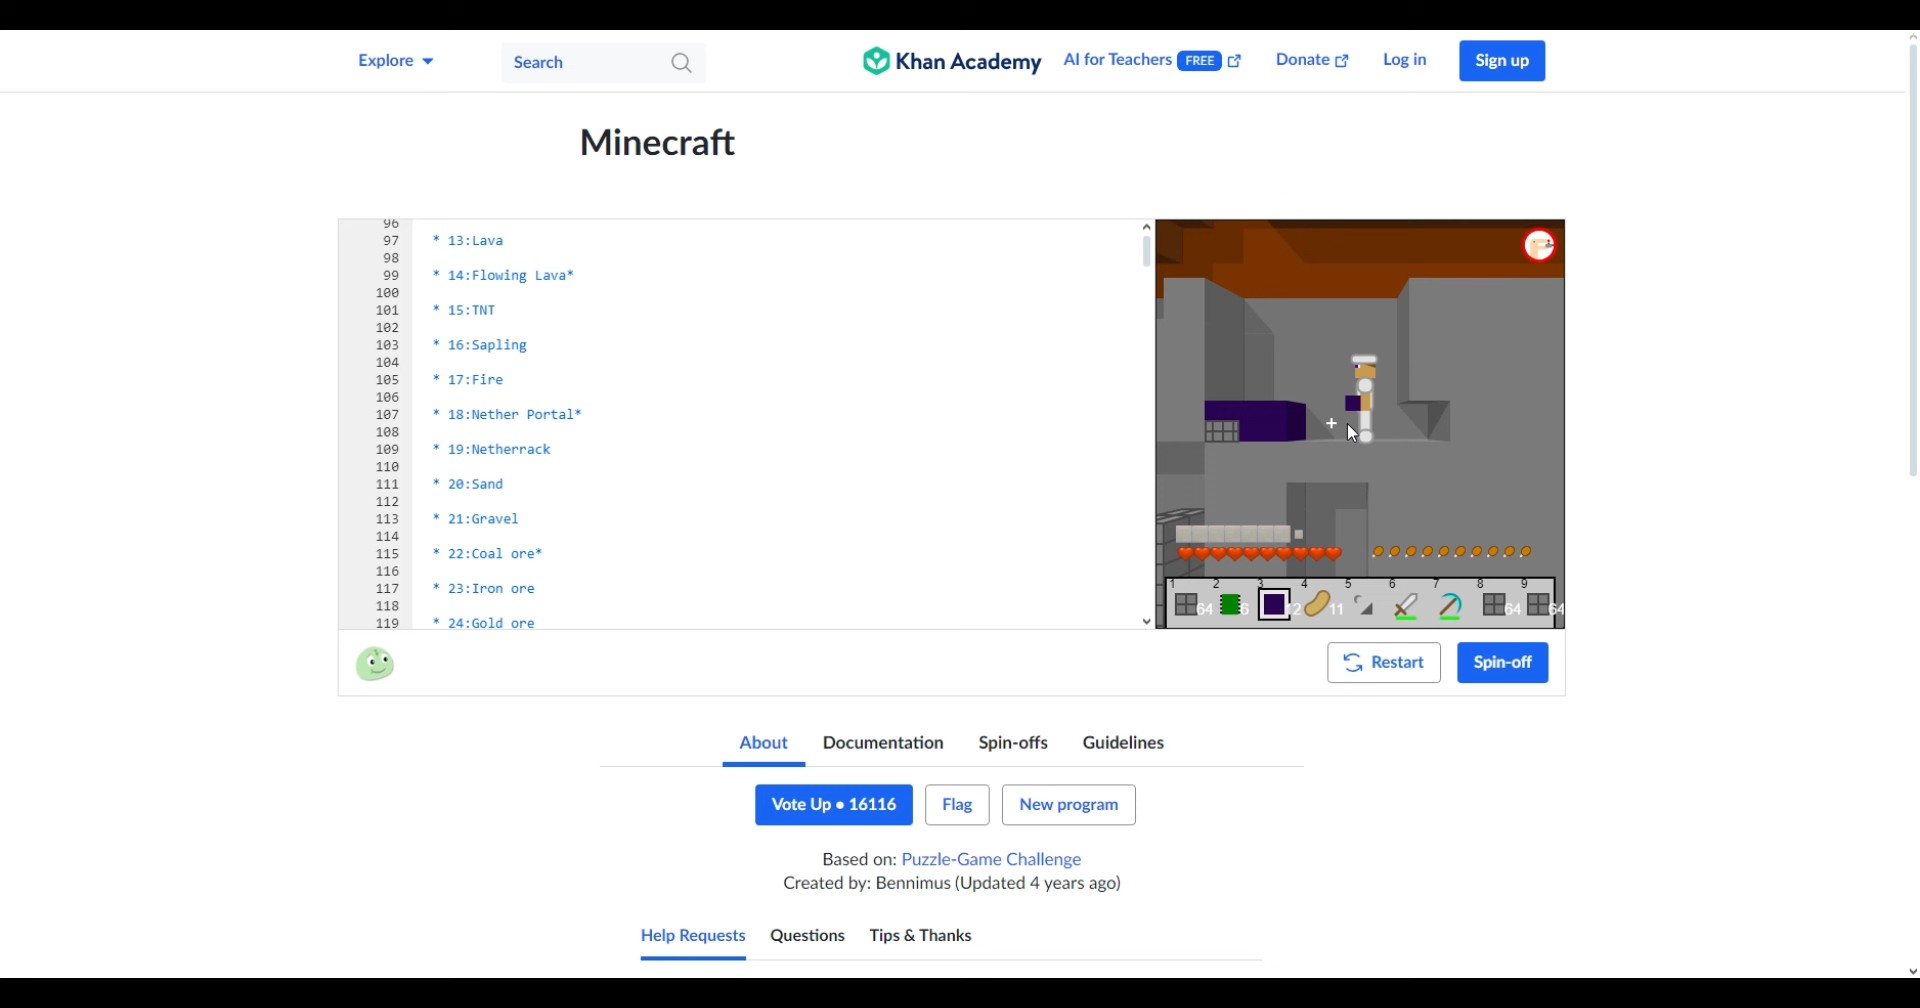 Explore
Search
Khan Academy
AI for Teachers FREE
Donate
Log in
Sign up
Minecraft
96
97 * 13:Lava
98
99 * 14:Flowing Lava*
100
101 * 15:TNT
102
103 * 16:Sapling
104
105 * 17:Fire
106
107 * 18:Nether Portal*
108
109 * 19:Netherrack
110
111 * 20:Sand
112
113 * 21:Gravel
114
115 * 22:Coal ore*
116
117 * 23:Iron ore
118
119 * 24:Gold ore
1 2 3 4 5 6 7 8 9
64 6 12 11 64 64
Restart
Spin-off
About Documentation Spin-offs Guidelines
Vote Up • 16116
Flag
New program
Based on: Puzzle-Game Challenge
Created by: Bennimus (Updated 4 years ago)
Help Requests Questions Tips & Thanks